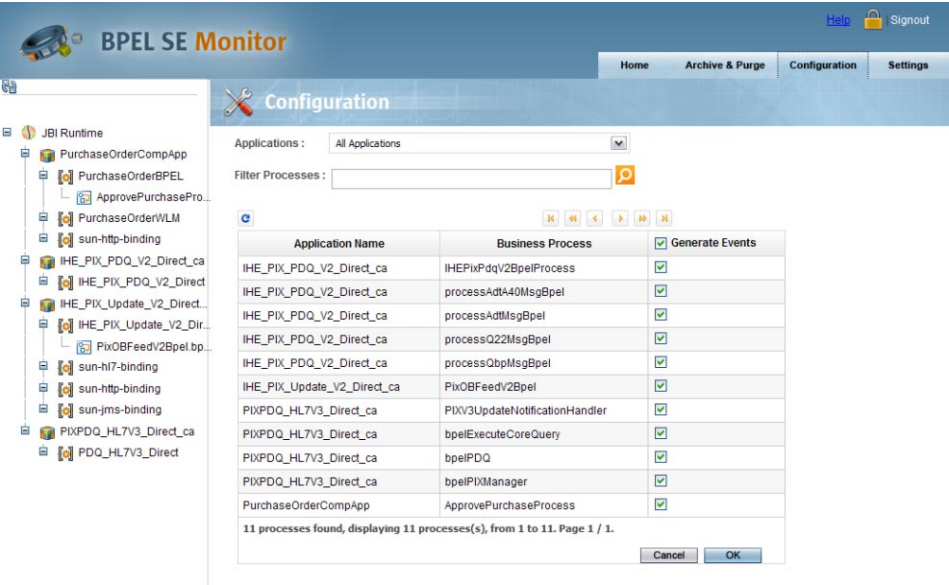 Help Signout
BPEL SE Monitor
Home Archive & Purge Configuration Settings
Configuration
JBI Runtime
PurchaseOrderCompApp
PurchaseOrderBPEL
ApprovePurchasePro...
PurchaseOrderWLM
sun-http-binding
IHE_PIX_PDQ_V2_Direct_ca
IHE_PIX_PDQ_V2_Direct
IHE_PIX_Update_V2_Direct...
IHE_PIX_Update_V2_Dir...
PixOBFeedV2Bpel.bp...
sun-hl7-binding
sun-http-binding
sun-jms-binding
PIXPDQ_HL7V3_Direct_ca
PDQ_HL7V3_Direct
Applications : All Applications
Filter Processes :
Application Name Business Process Generate Events
IHE_PIX_PDQ_V2_Direct_ca IHEPixPdqV2BpelProcess
IHE_PIX_PDQ_V2_Direct_ca processAdtA40MsgBpel
IHE_PIX_PDQ_V2_Direct_ca processAdtMsgBpel
IHE_PIX_PDQ_V2_Direct_ca processQ22MsgBpel
IHE_PIX_PDQ_V2_Direct_ca processQbpMsgBpel
IHE_PIX_Update_V2_Direct_ca PixOBFeedV2Bpel
PIXPDQ_HL7V3_Direct_ca PIXV3UpdateNotificationHandler
PIXPDQ_HL7V3_Direct_ca bpelExecuteCoreQuery
PIXPDQ_HL7V3_Direct_ca bpelPDQ
PIXPDQ_HL7V3_Direct_ca bpelPIXManager
PurchaseOrderCompApp ApprovePurchaseProcess
11 processes found, displaying 11 processes(s), from 1 to 11. Page 1 / 1.
Cancel OK